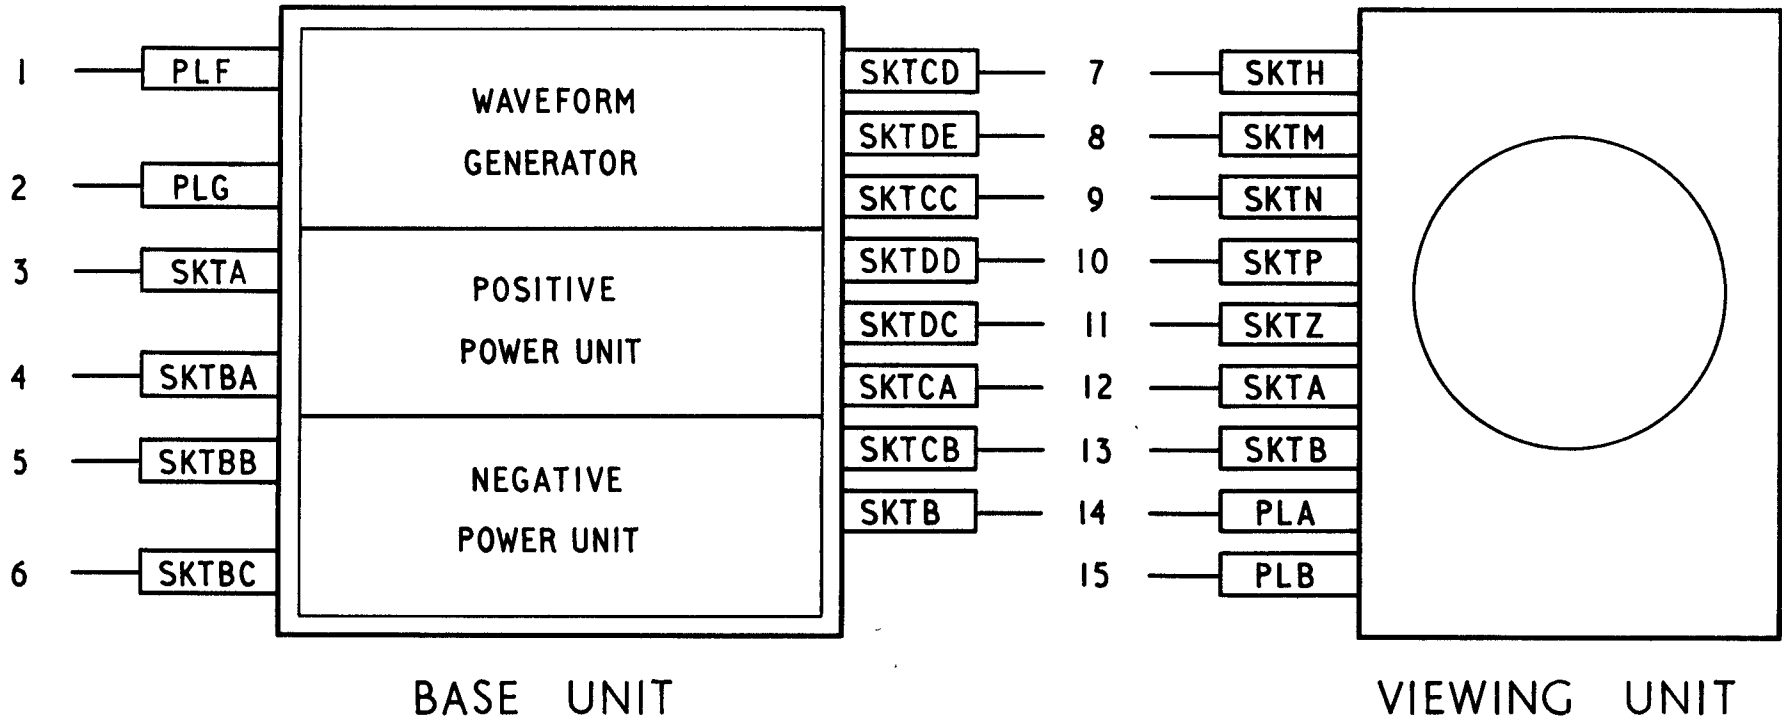 1 PLF
2 PLG
3 SKTA
4 SKTBA
5 SKTBB
6 SKTBC
WAVEFORM
GENERATOR
POSITIVE
POWER UNIT
NEGATIVE
POWER UNIT
SKTCD 7 SKTH
SKTDE 8 SKTM
SKTCC 9 SKTN
SKTDD 10 SKTP
SKTDC 11 SKTZ
SKTCA 12 SKTA
SKTCB 13 SKTB
SKTB 14 PLA
15 PLB
BASE UNIT
VIEWING UNIT